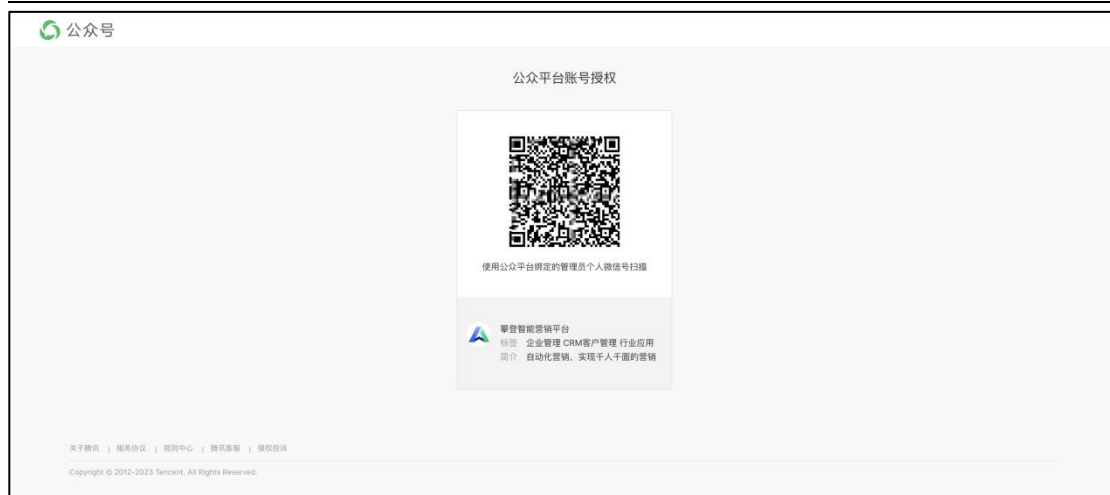 公众号
公众平台账号授权
使用公众平台绑定的管理员个人微信号扫描
攀登智能营销平台
标签 企业管理 CRM客户管理 行业应用
简介 自动化营销，实现千人千面的营销
关于腾讯 | 服务协议 | 规则中心 | 腾讯客服 | 侵权投诉
Copyright © 2012-2023 Tencent. All Rights Reserved.